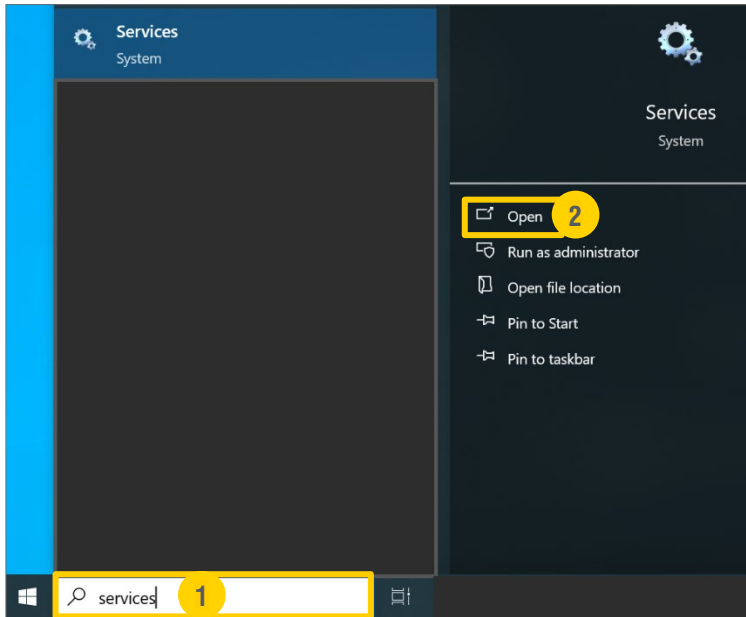 Services
System
Services
System
Open 2
Run as administrator
Open file location
Pin to Start
Pin to taskbar
services 1